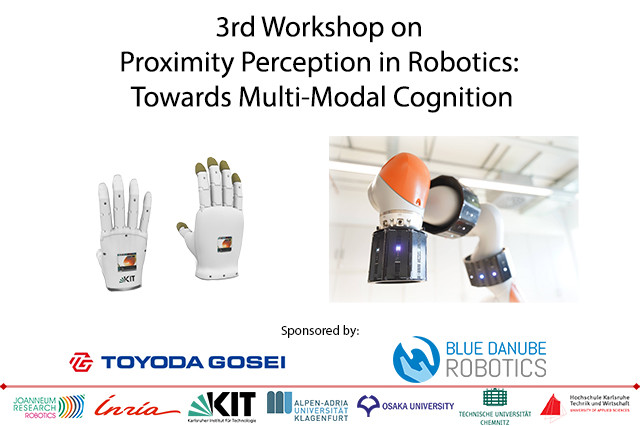 3rd Workshop on
Proximity Perception in Robotics:
Towards Multi-Modal Cognition
KIT
Sponsored by:
TG
TOYODA GOSEI
BLUE DANUBE
ROBOTICS
JOANNEUM
RESEARCH
ROBOTICS
Inria
KIT
Karlsruher Institut für Technologie
ALPEN-ADRIA
UNIVERSITÄT
KLAGENFURT
OSAKA UNIVERSITY
TECHNISCHE UNIVERSITÄT
CHEMNITZ
Hochschule Karlsruhe
Technik und Wirtschaft
UNIVERSITY OF APPLIED SCIENCES